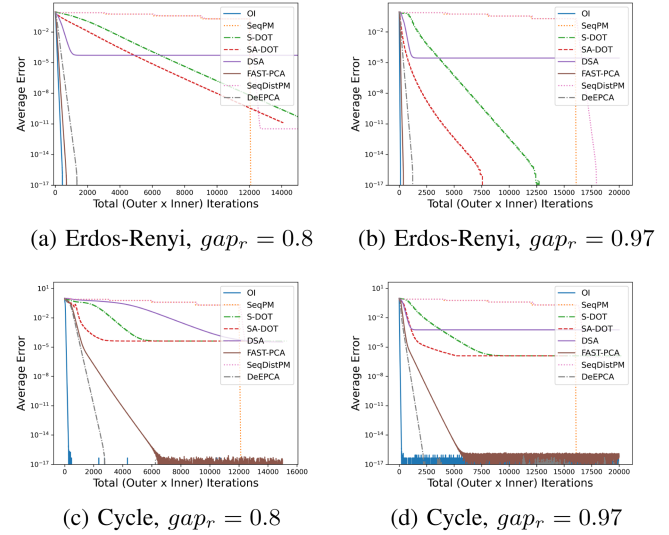 10⁻²
10⁻⁵
10⁻⁸
10⁻¹¹
10⁻¹⁴
10⁻¹⁷
Average Error
0 2000 4000 6000 8000 10000 12000 14000
Total (Outer x Inner) Iterations
OI
SeqPM
S-DOT
SA-DOT
DSA
FAST-PCA
SeqDistPM
DeEPCA
(a) Erdos-Renyi, gap_r = 0.8
10⁻²
10⁻⁵
10⁻⁸
10⁻¹¹
10⁻¹⁴
10⁻¹⁷
Average Error
0 2500 5000 7500 10000 12500 15000 17500 20000
Total (Outer x Inner) Iterations
OI
SeqPM
S-DOT
SA-DOT
DSA
FAST-PCA
SeqDistPM
DeEPCA
(b) Erdos-Renyi, gap_r = 0.97
10¹
10⁻²
10⁻⁵
10⁻⁸
10⁻¹¹
10⁻¹⁴
10⁻¹⁷
Average Error
0 2000 4000 6000 8000 10000 12000 14000
Total (Outer x Inner) Iterations
OI
SeqPM
S-DOT
SA-DOT
DSA
FAST-PCA
SeqDistPM
DeEPCA
(c) Cycle, gap_r = 0.8
10¹
10⁻²
10⁻⁵
10⁻⁸
10⁻¹¹
10⁻¹⁴
10⁻¹⁷
Average Error
0 2500 5000 7500 10000 12500 15000 17500 20000
Total (Outer x Inner) Iterations
OI
SeqPM
S-DOT
SA-DOT
DSA
FAST-PCA
SeqDistPM
DeEPCA
(d) Cycle, gap_r = 0.97